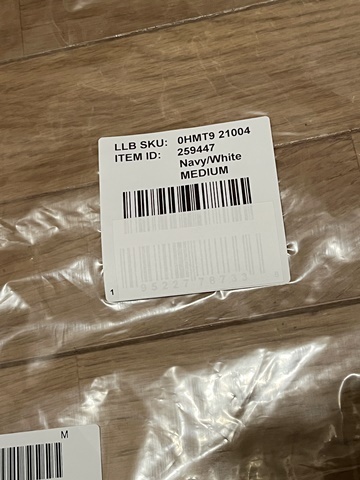 LLB SKU: 0HMT9 21004
ITEM ID: 259447
Navy/White
MEDIUM
1
M